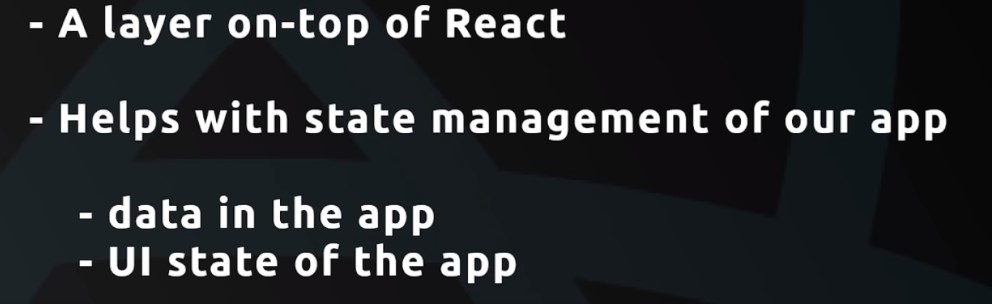 - A layer on-top of React
- Helps with state management of our app
- data in the app
- UI state of the app